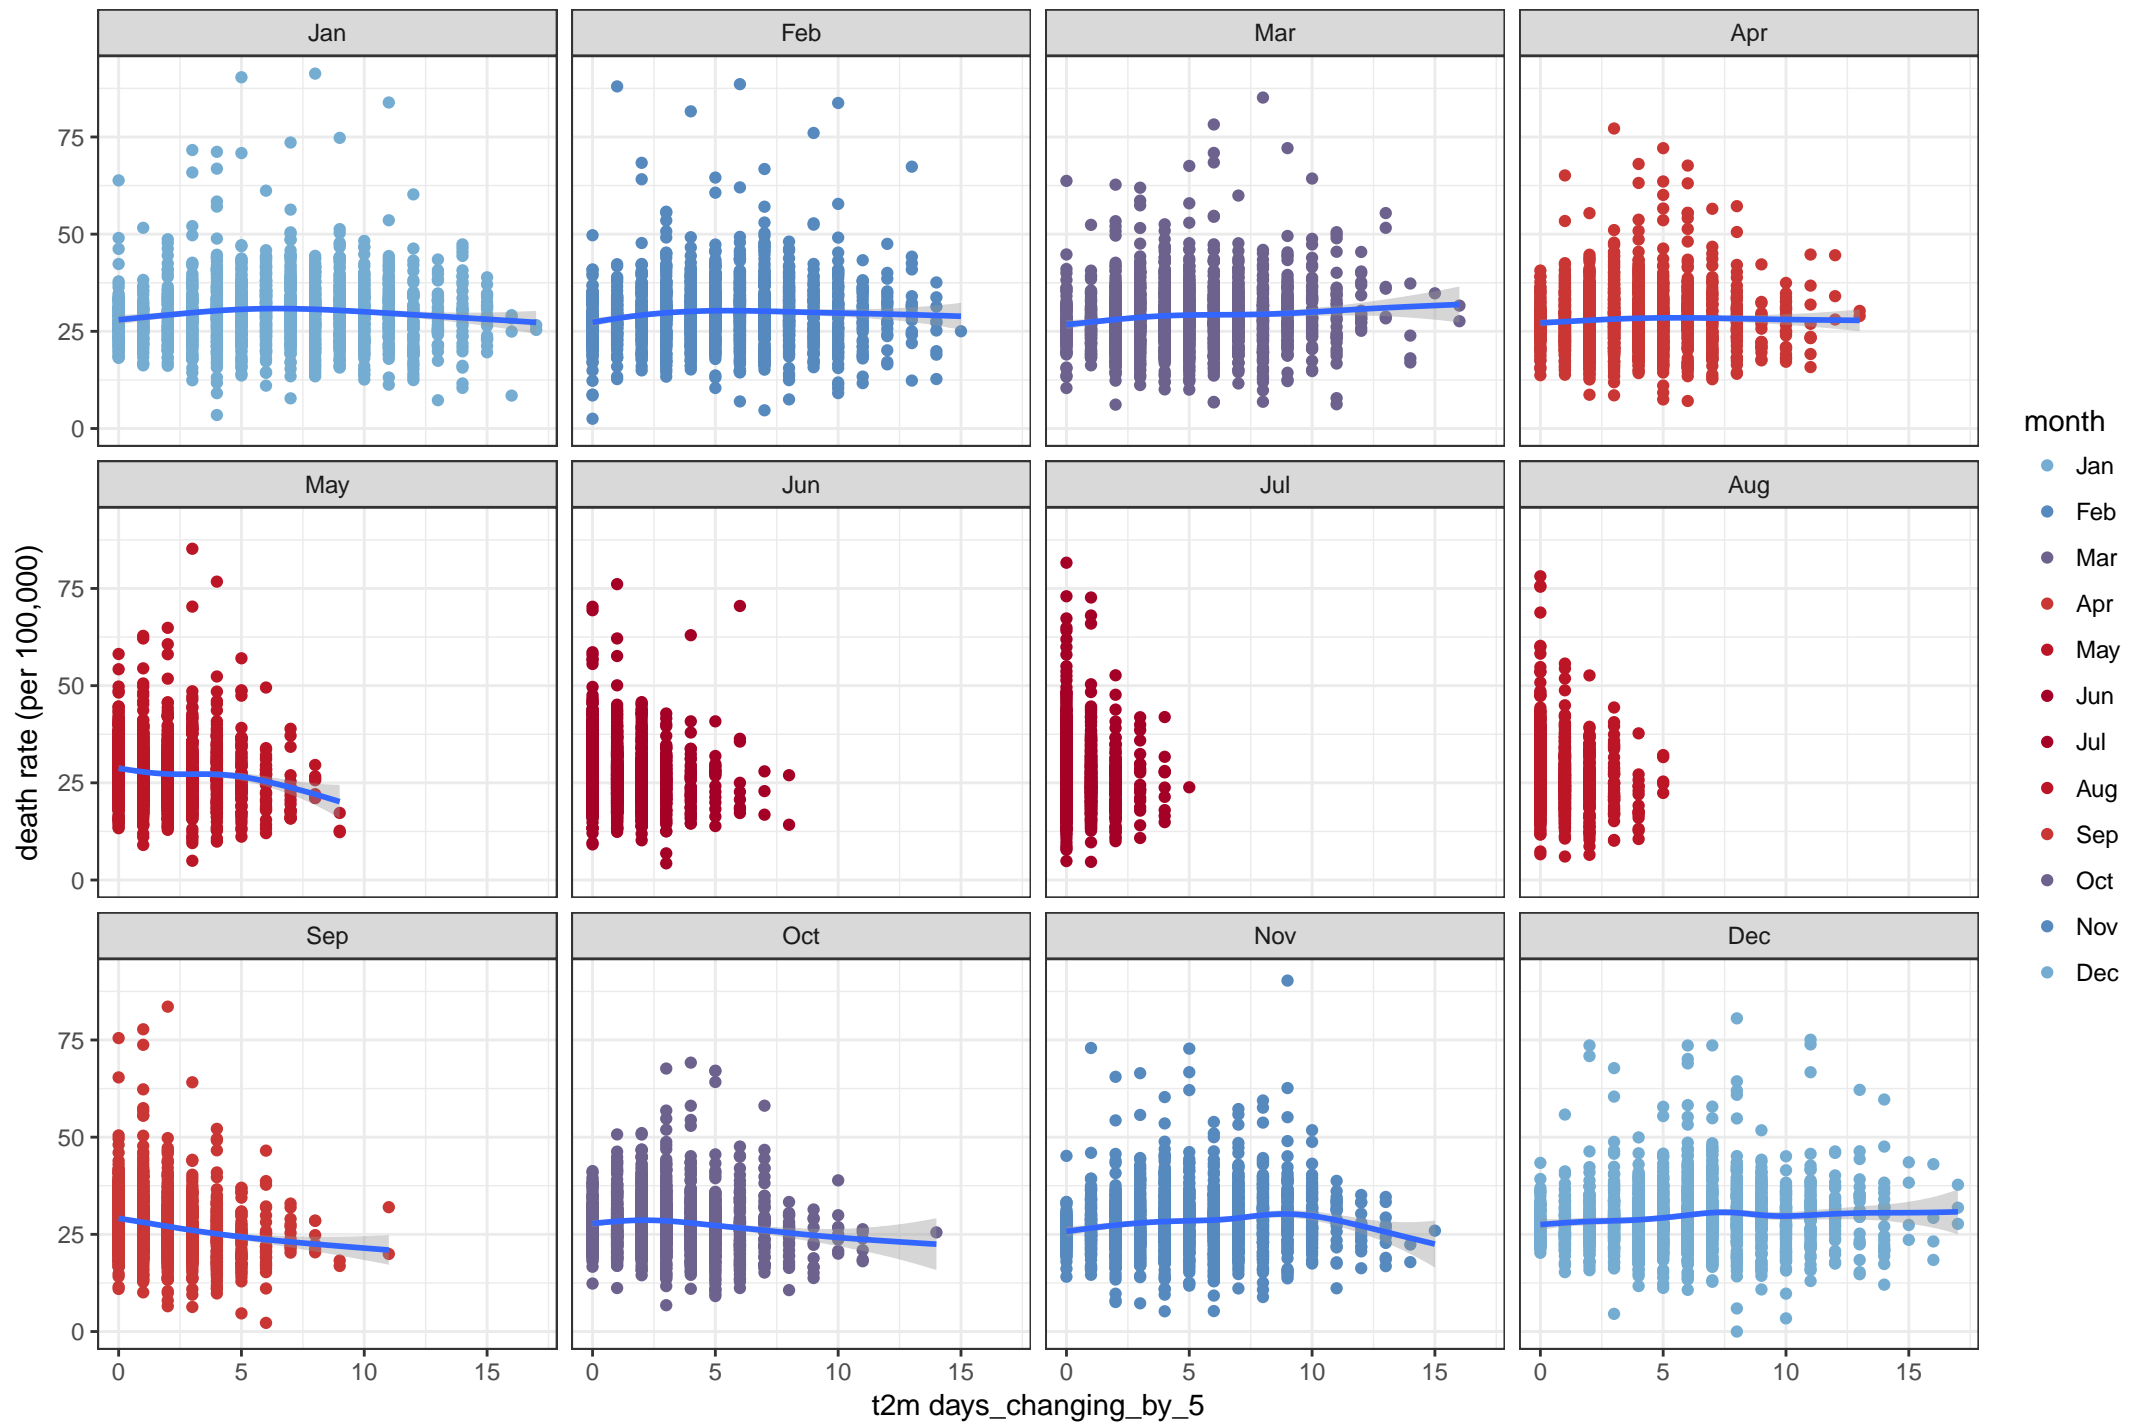 Jan Feb Mar Apr
75
50
25
0
May Jun Jul Aug
75
50
25
0
Sep Oct Nov Dec
75
50
25
0
0 5 10 15 0 5 10 15 0 5 10 15 0 5 10 15
t2m days_changing_by_5
death rate (per 100,000)
month
Jan
Feb
Mar
Apr
May
Jun
Jul
Aug
Sep
Oct
Nov
Dec